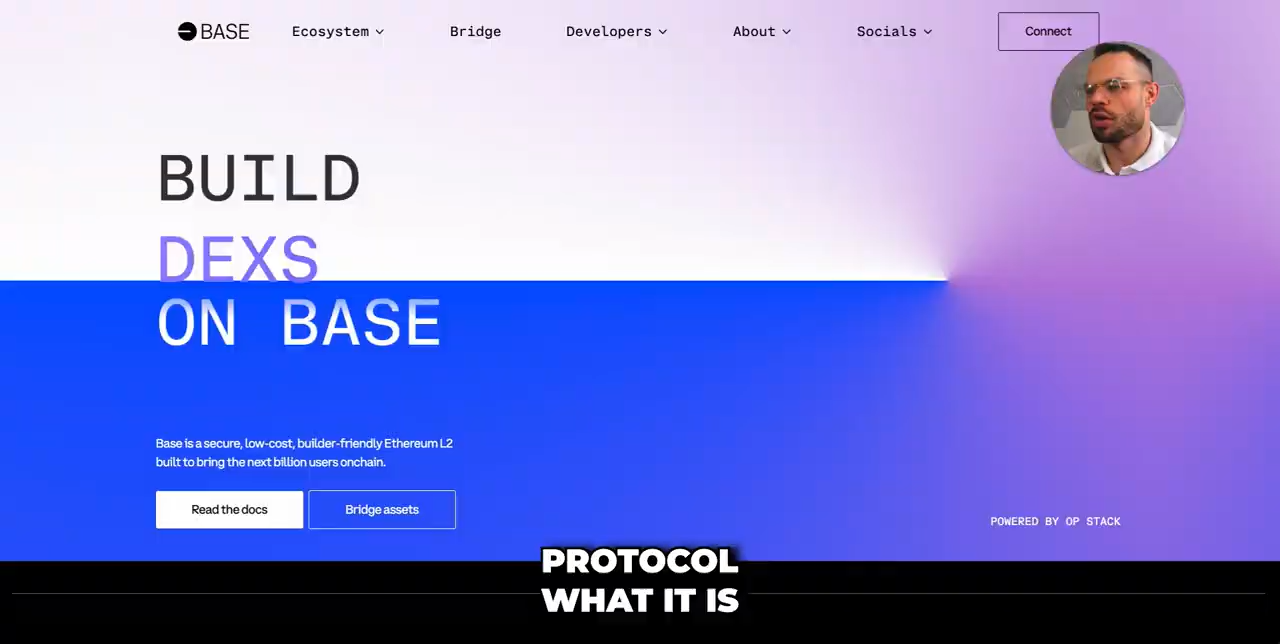 BASE
Ecosystem
Bridge
Developers
About
Socials
Connect
BUILD
DEXS
ON BASE
Base is a secure, low-cost, builder-friendly Ethereum L2
built to bring the next billion users onchain.
Read the docs
Bridge assets
POWERED BY OP STACK
PROTOCOL
WHAT IT IS